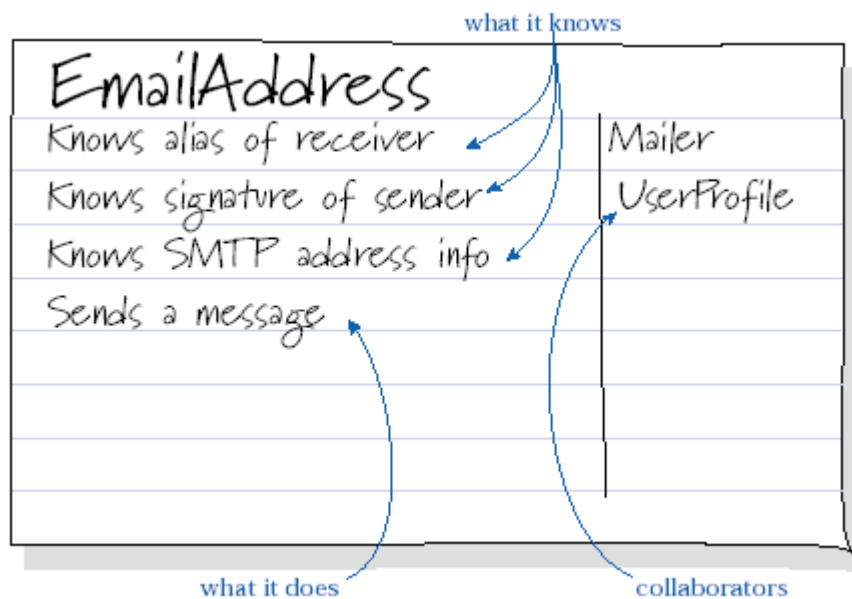 what it knows
EmailAddress
Knows alias of receiver
Mailer
Knows signature of sender
UserProfile
Knows SMTP address info
Sends a message
what it does
collaborators